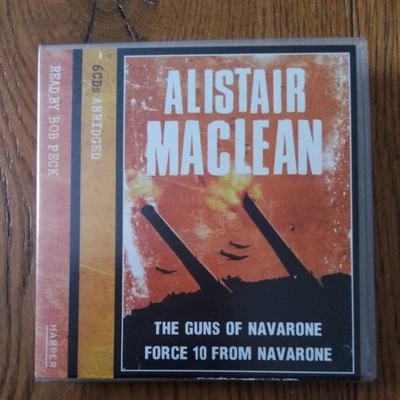 ALISTAIR
MACLEAN
THE GUNS OF NAVARONE
FORCE 10 FROM NAVARONE
6CDs ABRIDGED
READ BY BOB PECK
HARPER